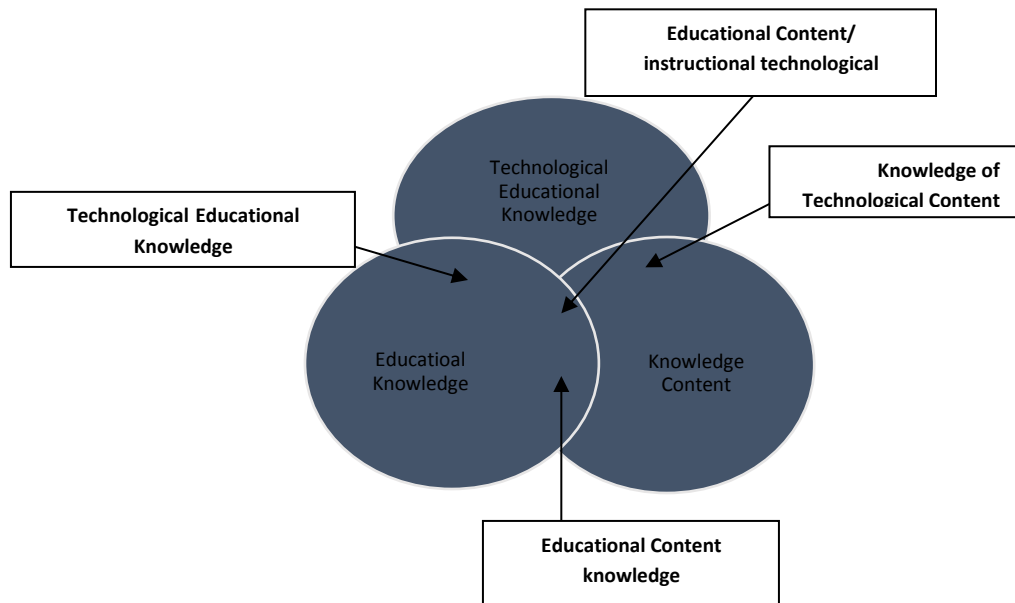 Educational Content/
instructional technological
Knowledge of
Technological Content
Technological
Educational
Knowledge
Technological Educational
Knowledge
Educatioal
Knowledge
Knowledge
Content
Educational Content
knowledge